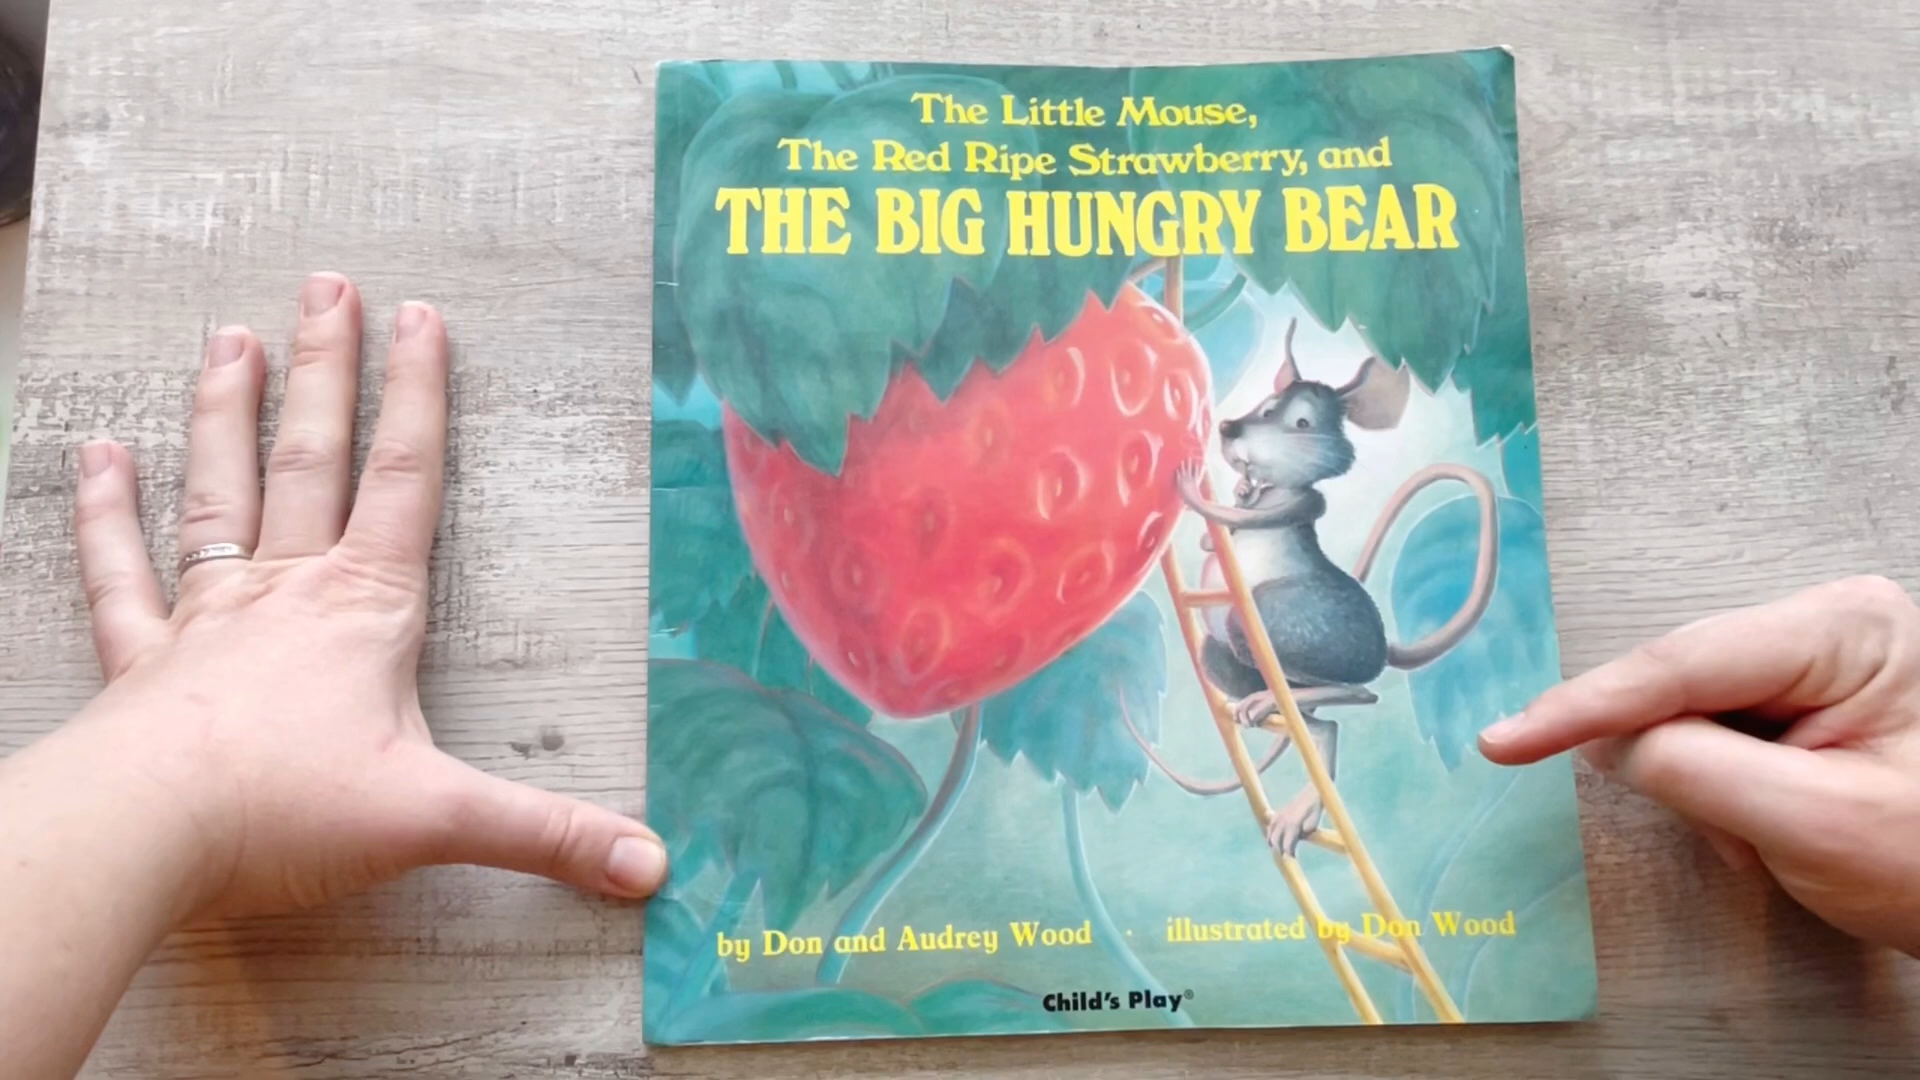 The Little Mouse,
The Red Ripe Strawberry, and
THE BIG HUNGRY BEAR
by Don and Audrey Wood · illustrated by Don Wood
Child's Play®